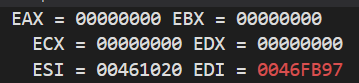 EAX = 00000000 EBX = 00000000
ECX = 00000000 EDX = 00000000
ESI = 00461020 EDI = 0046FB97